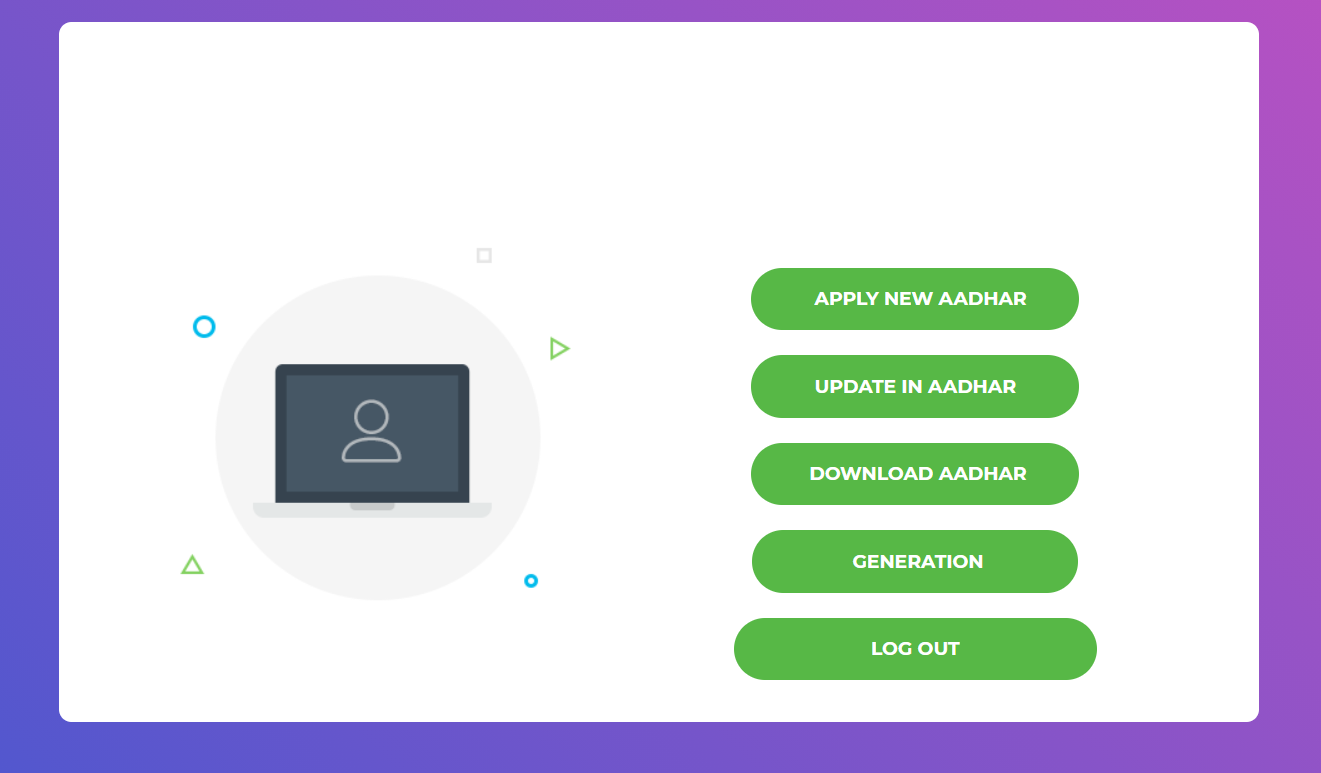 APPLY NEW AADHAR
UPDATE IN AADHAR
DOWNLOAD AADHAR
GENERATION
LOG OUT